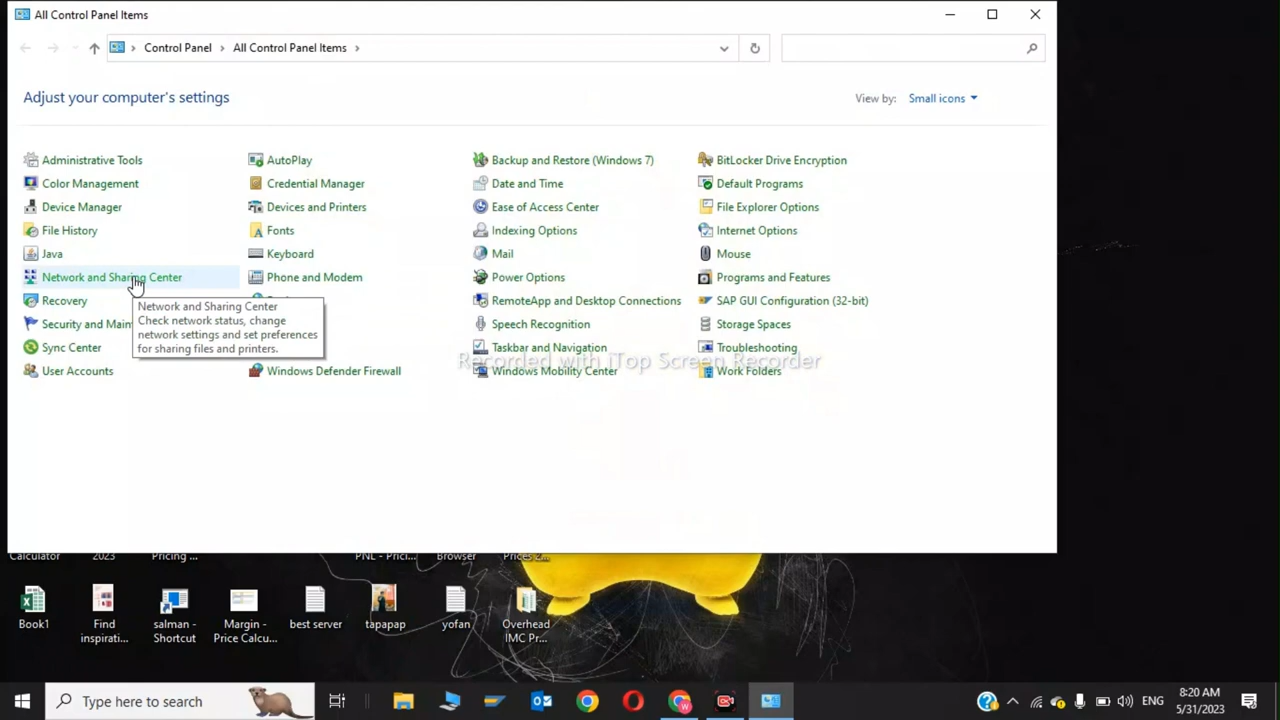 All Control Panel Items
Control Panel > All Control Panel Items >
Adjust your computer's settings
View by: Small icons
Administrative Tools
AutoPlay
Backup and Restore (Windows 7)
BitLocker Drive Encryption
Color Management
Credential Manager
Date and Time
Default Programs
Device Manager
Devices and Printers
Ease of Access Center
File Explorer Options
File History
Fonts
Indexing Options
Internet Options
Java
Keyboard
Mail
Mouse
Network and Sharing Center
Phone and Modem
Power Options
Programs and Features
Recovery
RemoteApp and Desktop Connections
SAP GUI Configuration (32-bit)
Network and Sharing Center
Check network status, change
network settings and set preferences
for sharing files and printers.
Security and Main
Speech Recognition
Storage Spaces
Sync Center
Taskbar and Navigation
Troubleshooting
Recorded with iTop Screen Recorder
User Accounts
Windows Defender Firewall
Windows Mobility Center
Work Folders
Calculator
2023
Pricing ...
PNL - Prici...
Browser
Prices 2...
Book1
Find
inspirati...
salman -
Shortcut
Margin -
Price Calcu...
best server
tapapap
yofan
Overhead
IMC Pr...
Type here to search
ENG
8:20 AM
5/31/2023